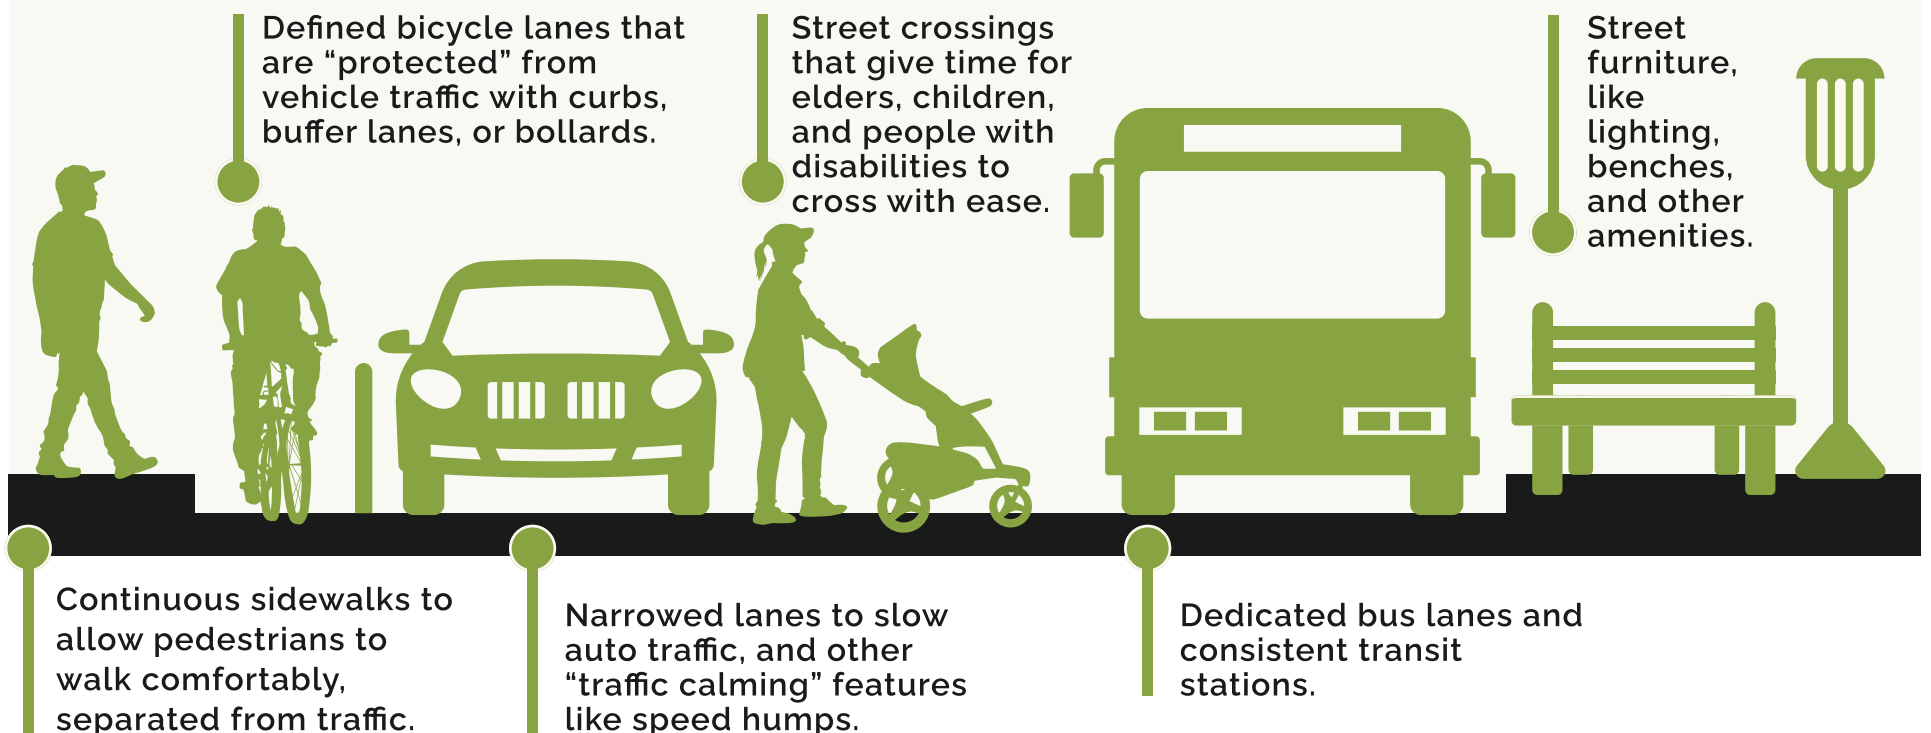 Defined bicycle lanes that
are “protected” from
vehicle traffic with curbs,
buffer lanes, or bollards.
Street crossings
that give time for
elders, children,
and people with
disabilities to
cross with ease.
Street
furniture,
like
lighting,
benches,
and other
amenities.
Continuous sidewalks to
allow pedestrians to
walk comfortably,
separated from traffic.
Narrowed lanes to slow
auto traffic, and other
“traffic calming” features
like speed humps.
Dedicated bus lanes and
consistent transit
stations.